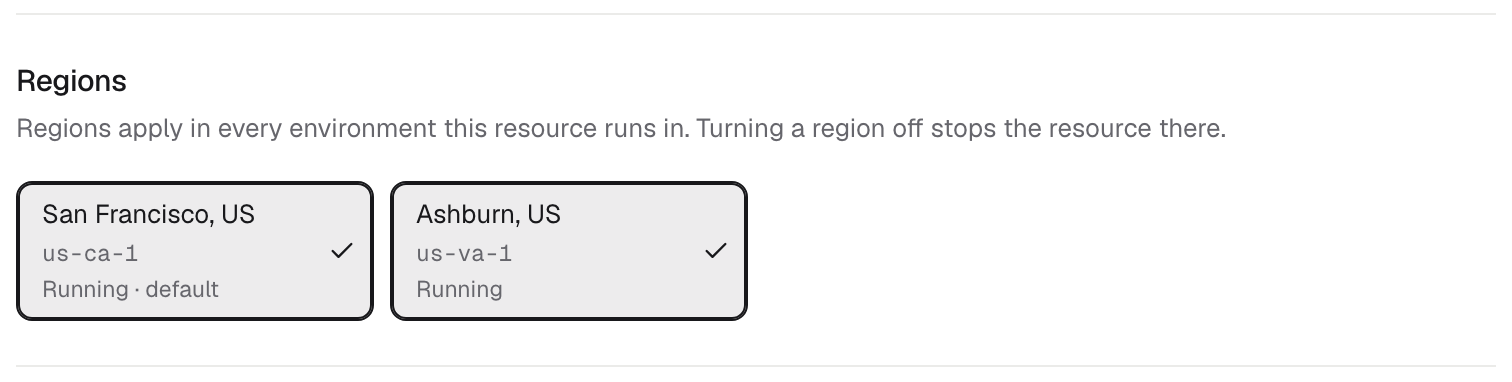 Regions
Regions apply in every environment this resource runs in. Turning a region off stops the resource there.
San Francisco, US
us-ca-1
Running · default
Ashburn, US
us-va-1
Running